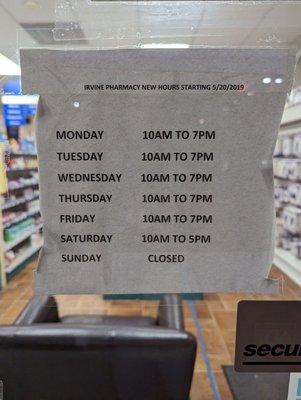 IRVINE PHARMACY NEW HOURS STARTING 5/20/2019
MONDAY 10AM TO 7PM
TUESDAY 10AM TO 7PM
WEDNESDAY 10AM TO 7PM
THURSDAY 10AM TO 7PM
FRIDAY 10AM TO 7PM
SATURDAY 10AM TO 5PM
SUNDAY CLOSED